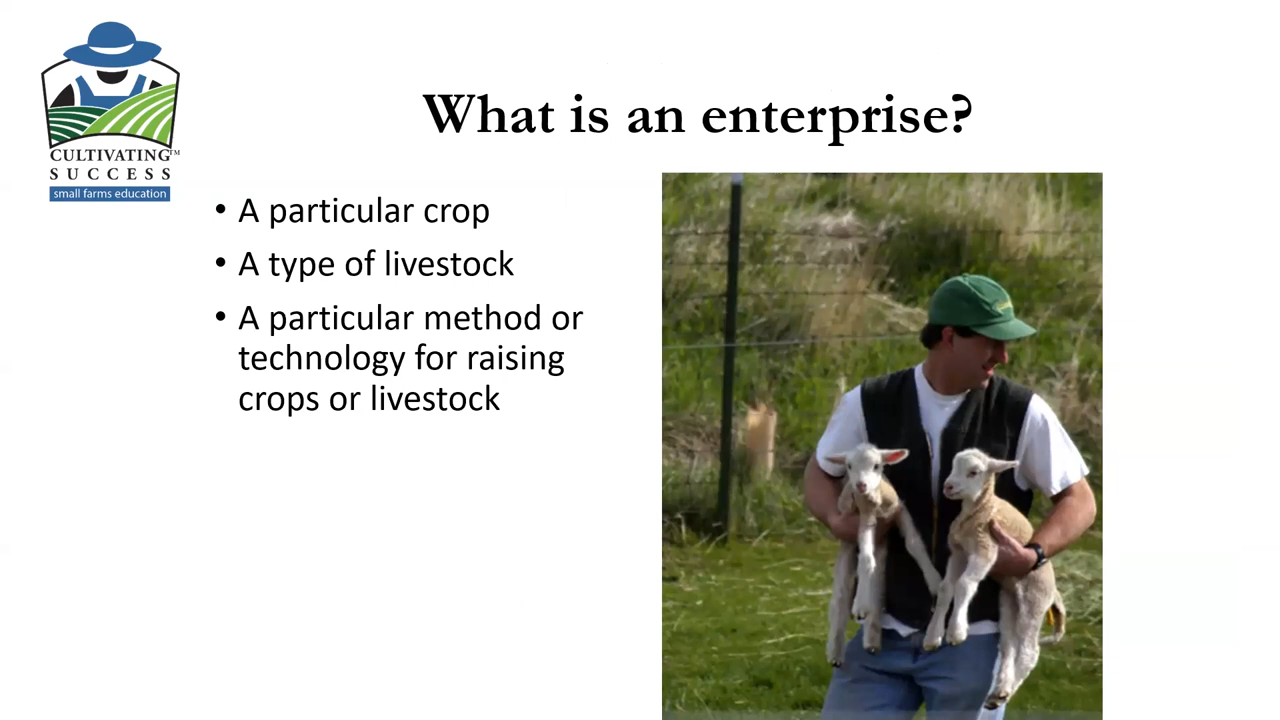 What is an enterprise?
CULTIVATING™
SUCCESS
small farms education
• A particular crop
• A type of livestock
• A particular method or
technology for raising
crops or livestock